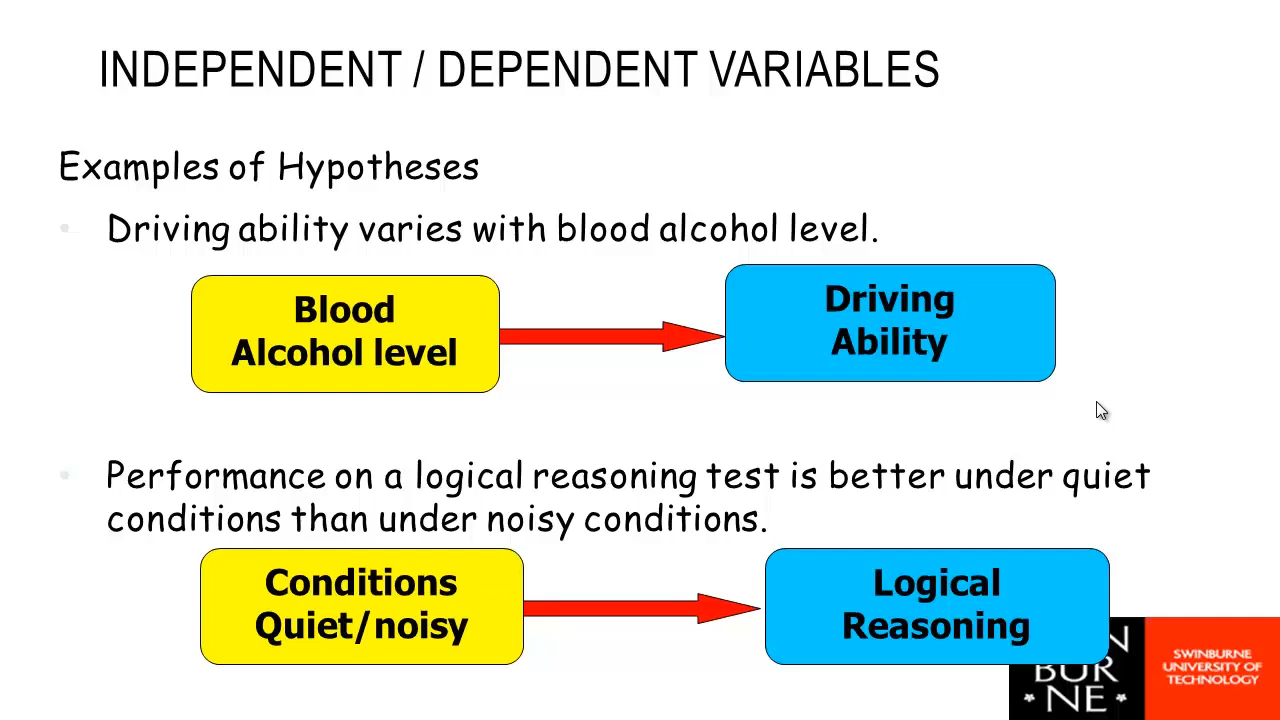 INDEPENDENT / DEPENDENT VARIABLES
Examples of Hypotheses
Driving ability varies with blood alcohol level.
Blood
Alcohol level
Driving
Ability
Performance on a logical reasoning test is better under quiet
conditions than under noisy conditions.
Conditions
Quiet/noisy
Logical
Reasoning
BUR
NE
SWINBURNE
UNIVERSITY OF
TECHNOLOGY